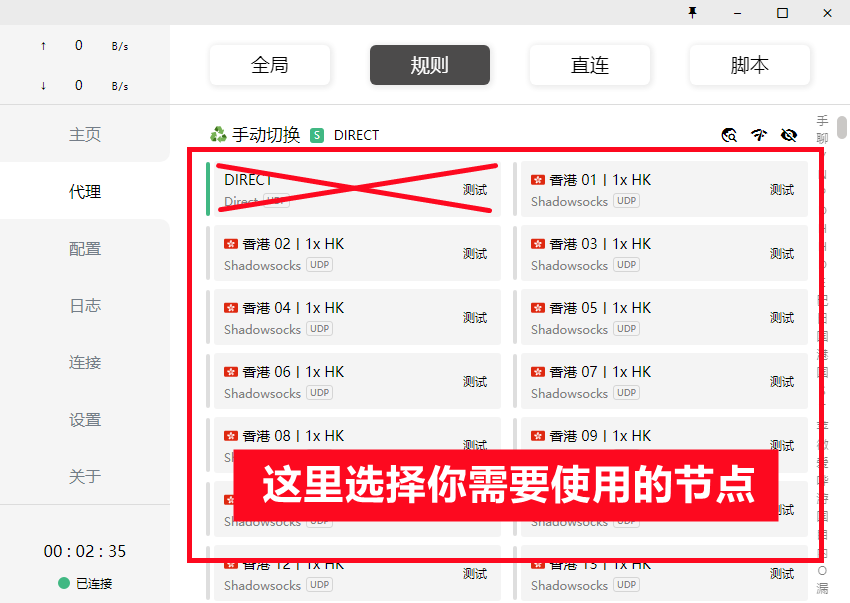 ↑ 0 B/s
↓ 0 B/s
全局 规则 直连 脚本
主页
代理
配置
日志
连接
设置
关于
00 : 02 : 35
已连接
手动切换 S DIRECT
DIRECT 测试
Direct UDP
香港 01 | 1x HK 测试
Shadowsocks UDP
香港 02 | 1x HK 测试
Shadowsocks UDP
香港 03 | 1x HK 测试
Shadowsocks UDP
香港 04 | 1x HK 测试
Shadowsocks UDP
香港 05 | 1x HK 测试
Shadowsocks UDP
香港 06 | 1x HK 测试
Shadowsocks UDP
香港 07 | 1x HK 测试
Shadowsocks UDP
香港 08 | 1x HK 测试
香港 09 | 1x HK 测试
这里选择你需要使用的节点
Shadowsocks UDP
Shadowsocks UDP
香港 12 | 1x HK 测试
Shadowsocks UDP
香港 13 | 1x HK 测试
Shadowsocks UDP
手
聊
漏